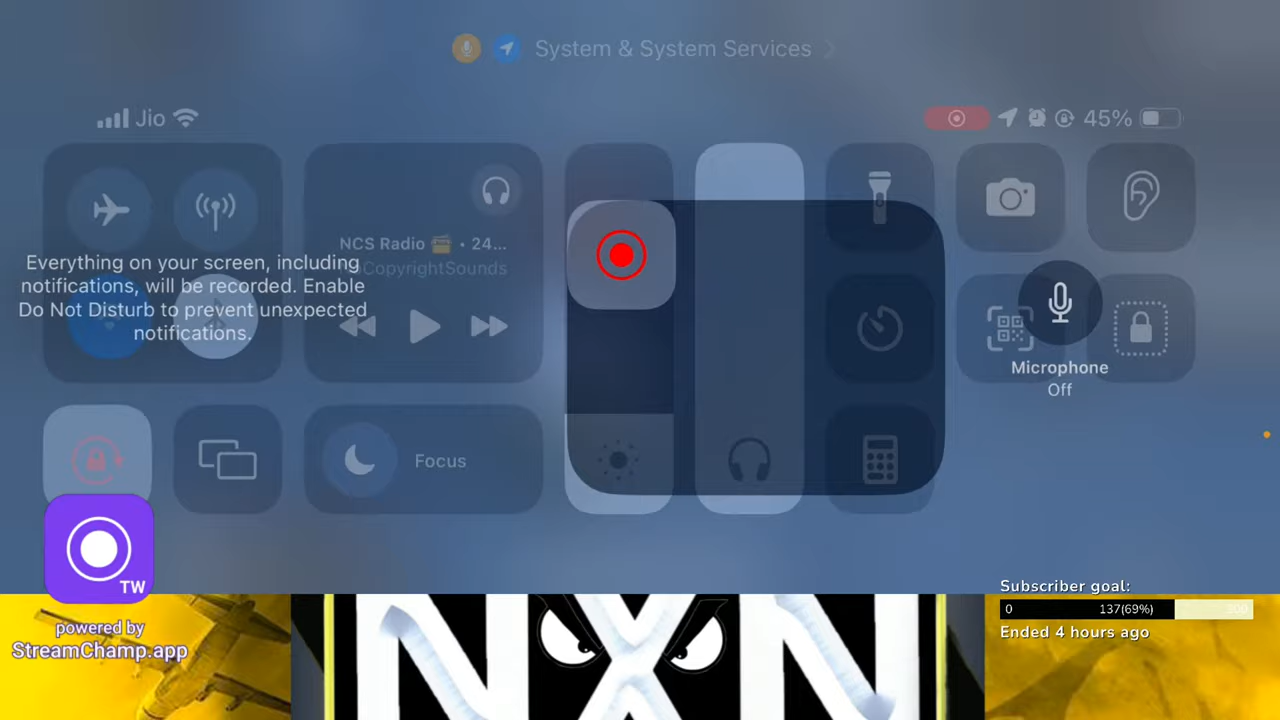 System & System Services
Jio
45%
NCS Radio • 24...
CopyrightSounds
Everything on your screen, including
notifications, will be recorded. Enable
Do Not Disturb to prevent unexpected
notifications.
Microphone
Off
Focus
TW
powered by
StreamChamp.app
NXN
Subscriber goal:
0 137(69%) 200
Ended 4 hours ago